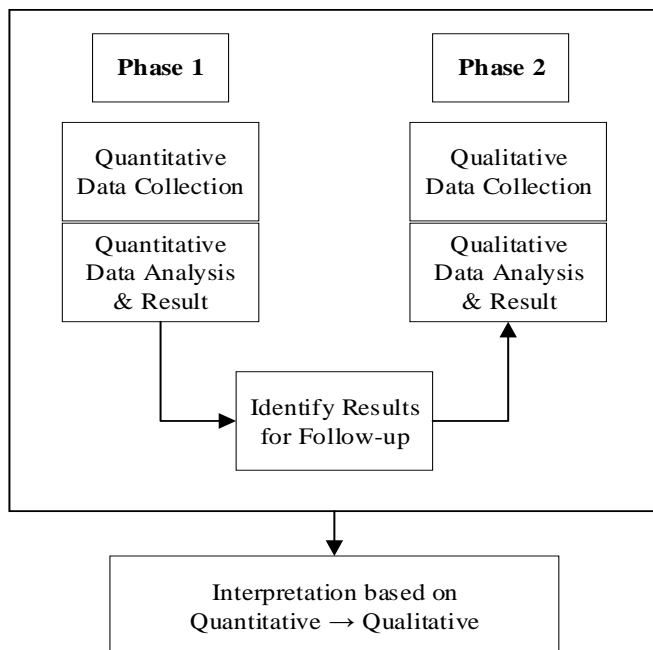 Phase 1
Phase 2
Quantitative
Data Collection
Qualitative
Data Collection
Quantitative
Data Analysis
& Result
Qualitative
Data Analysis
& Result
Identify Results
for Follow-up
Interpretation based on
Quantitative → Qualitative